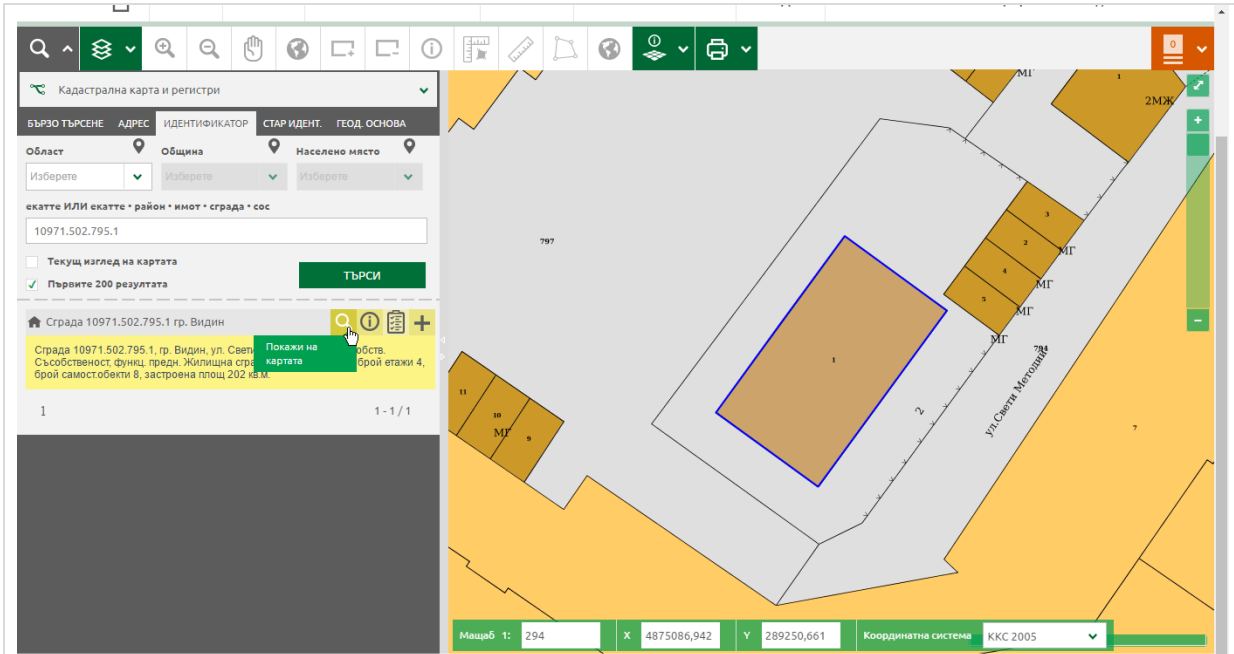 0
Кадастрална карта и регистри
БЪРЗО ТЪРСЕНЕ АДРЕС ИДЕНТИФИКАТОР СТАР ИДЕНТ. ГЕОД. ОСНОВА
Област Община Населено място
Изберете Изберете Изберете
екатте ИЛИ екатте • район • имот • сграда • сос
10971.502.795.1
Текущ изглед на картата
Първите 200 резултата
ТЪРСИ
Сграда 10971.502.795.1 гр. Видин
Покажи на
картата
Сграда 10971.502.795.1, гр. Видин, ул. Свети обств.
Съсобственост, функц. предн. Жилищна сгра брой етажи 4,
брой самост.обекти 8, застроена площ 202 кв.м.
1 1 - 1 / 1
МГ
1
2МЖ
797
3
2
МГ
4
МГ
5
МГ
МГ
794
ул.Свети Методий
1
2
7
11
10
МГ
9
Мащаб 1: 294 X 4875086,942 Y 289250,661 Координатна система ККС 2005